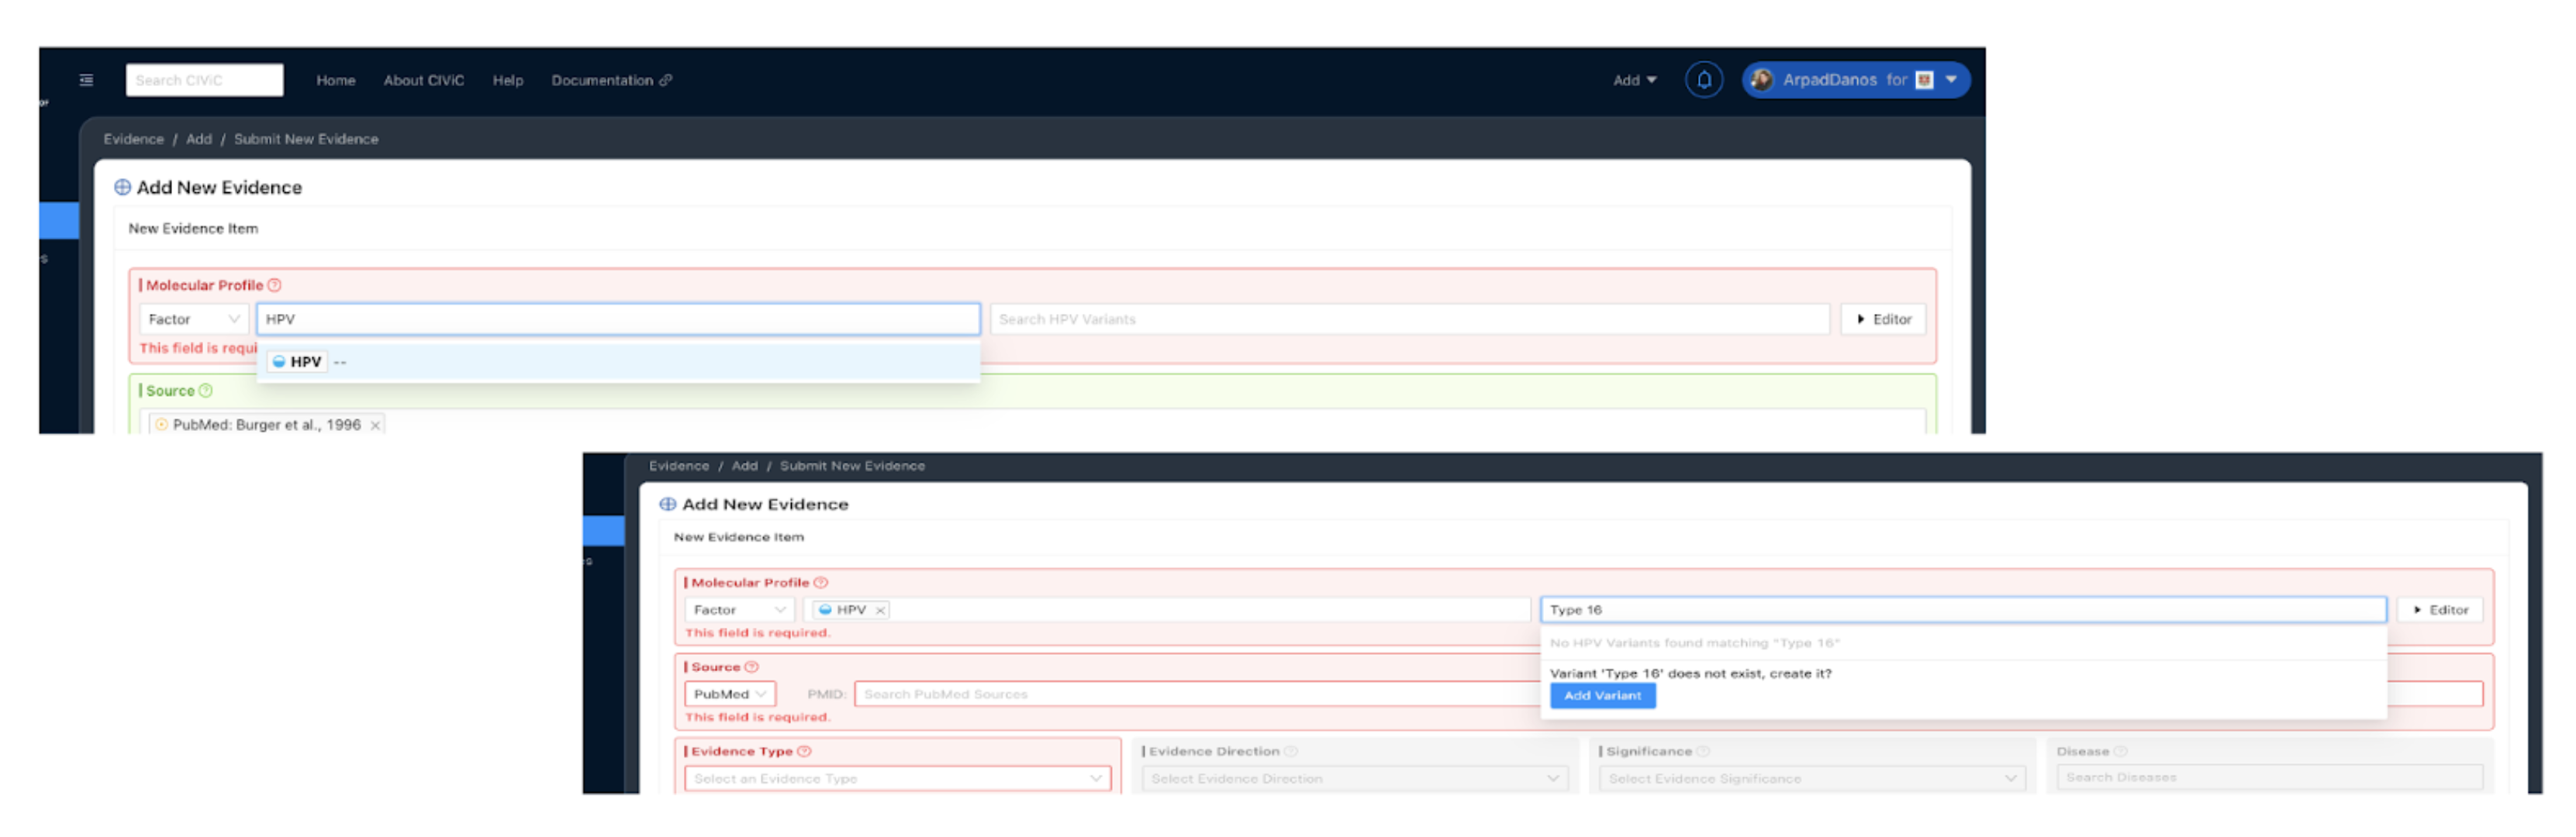 Search CIViC Home About CIViC Help Documentation Add ArpadDanos for
Evidence / Add / Submit New Evidence
Add New Evidence
New Evidence Item
Molecular Profile
Factor HPV Search HPV Variants Editor
This field is requi
HPV --
Source
PubMed: Burger et al., 1996 ×
Evidence / Add / Submit New Evidence
Add New Evidence
New Evidence Item
Molecular Profile
Factor HPV × Type 16 Editor
This field is required.
No HPV Variants found matching "Type 16"
Source
Variant 'Type 16' does not exist, create it?
PubMed PMID: Search PubMed Sources Add Variant
This field is required.
Evidence Type Evidence Direction Significance Disease
Select an Evidence Type Select Evidence Direction Select Evidence Significance Search Diseases